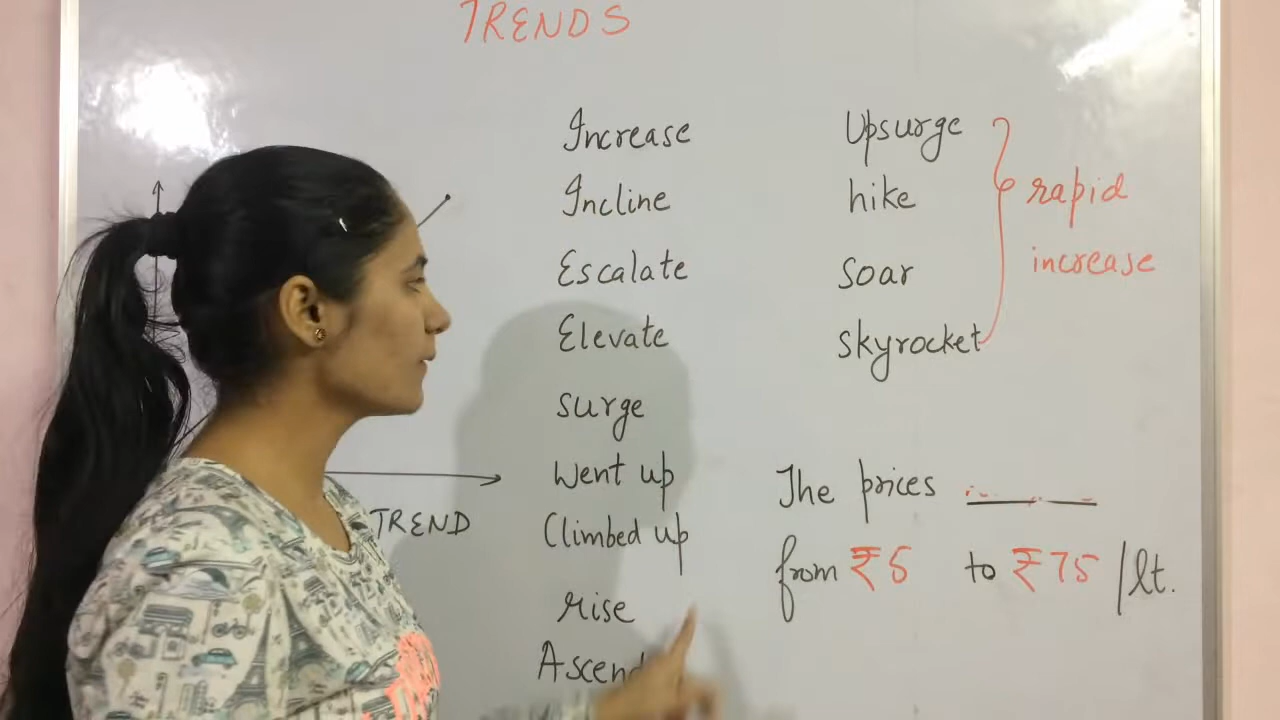 TRENDS
Increase
Incline
Escalate
Elevate
Surge
Went up
Climbed up
rise
Ascend
Upsurge
hike
Soar
Skyrocket
rapid
increase
TREND
The prices
from ₹5 to ₹75 /lt.